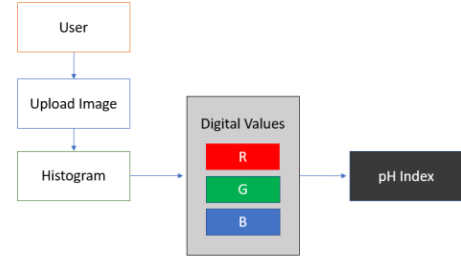 User
Upload Image
Histogram
Digital Values
R
G
B
pH Index